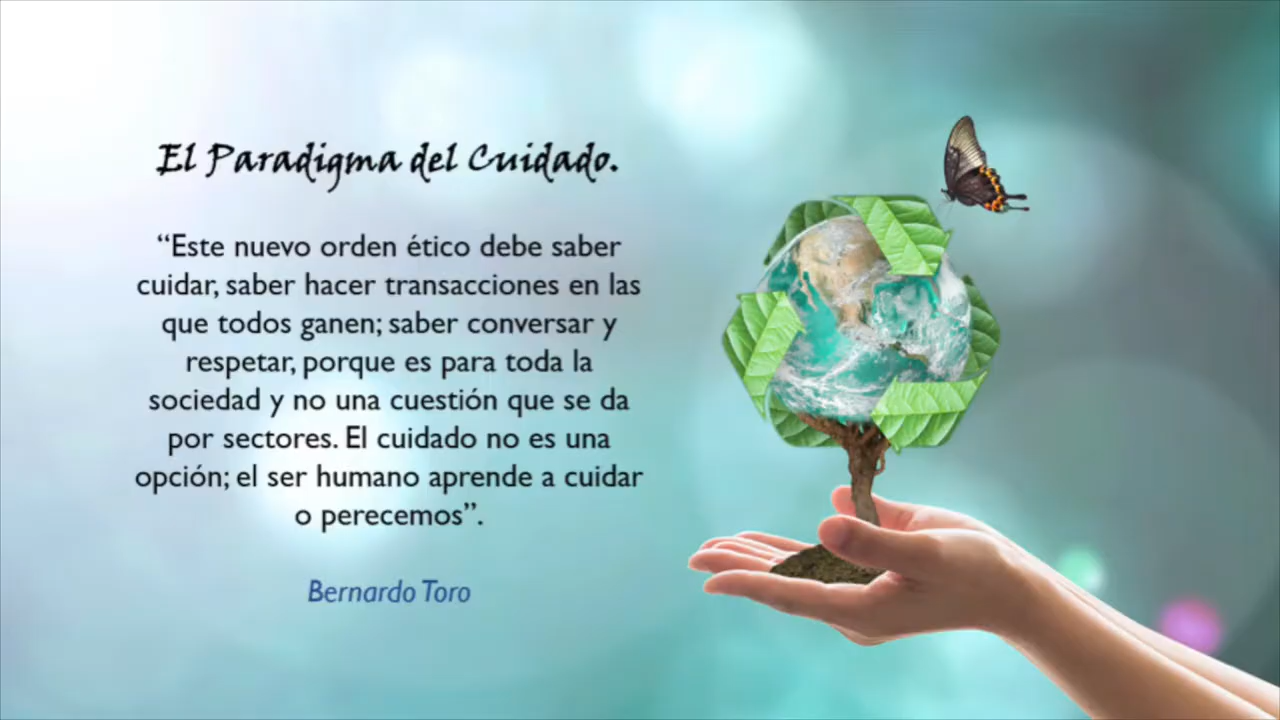 El Paradigma del Cuidado.
“Este nuevo orden ético debe saber
cuidar, saber hacer transacciones en las
que todos ganen; saber conversar y
respetar, porque es para toda la
sociedad y no una cuestión que se da
por sectores. El cuidado no es una
opción; el ser humano aprende a cuidar
o perecemos”.
Bernardo Toro